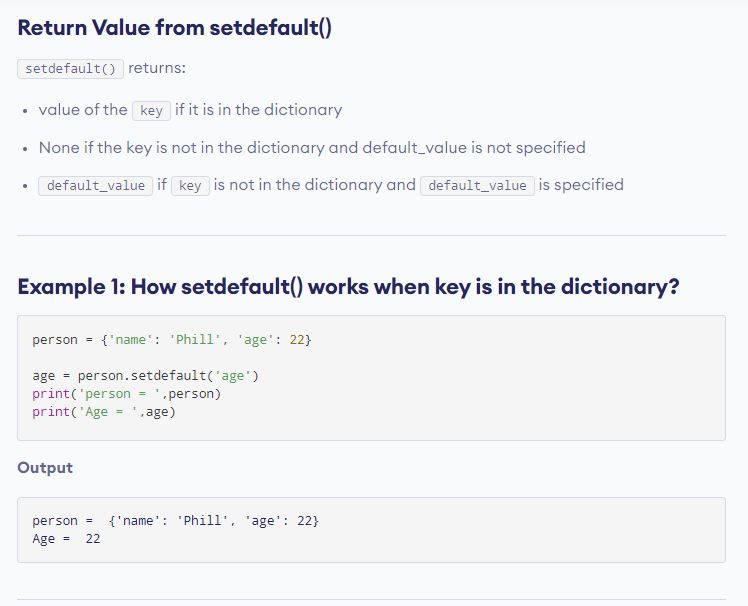 Return Value from setdefault()
setdefault() returns:
• value of the key if it is in the dictionary
• None if the key is not in the dictionary and default_value is not specified
• default_value if key is not in the dictionary and default_value is specified
Example 1: How setdefault() works when key is in the dictionary?
person = {'name': 'Phill', 'age': 22}
age = person.setdefault('age')
print('person = ',person)
print('Age = ',age)
Output
person =  {'name': 'Phill', 'age': 22}
Age =  22